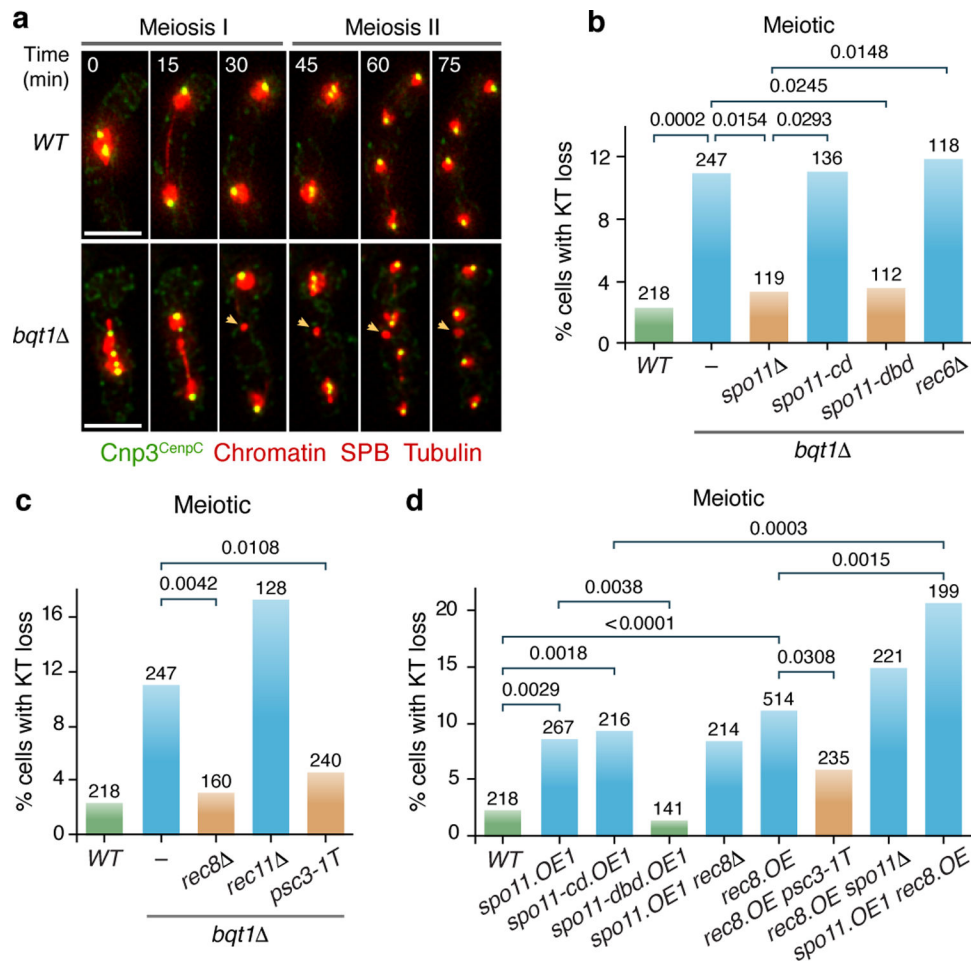 a
Meiosis I Meiosis II
Time (min) 0 15 30 45 60 75
WT
bqt1Δ
Cnp3CenpC Chromatin SPB Tubulin
b
Meiotic
0.0148
0.0245
0.0002 0.0154 0.0293
247 136 118
218 119 112
% cells with KT loss
12
8
4
0
WT – spo11Δ spo11-cd spo11-dbd rec6Δ
bqt1Δ
c
Meiotic
0.0108
0.0042
128
247
218 160 240
% cells with KT loss
16
12
8
4
0
WT – rec8Δ rec11Δ psc3-1T
bqt1Δ
d
Meiotic
0.0003
0.0015
0.0038
<0.0001
0.0018
0.0308
0.0029
218 267 216 141 214 514 235 221 199
% cells with KT loss
20
15
10
5
0
WT spo11.OE1 spo11-cd.OE1 spo11-dbd.OE1 spo11.OE1 rec8Δ rec8.OE rec8.OE psc3-1T rec8.OE spo11Δ spo11.OE1 rec8.OE